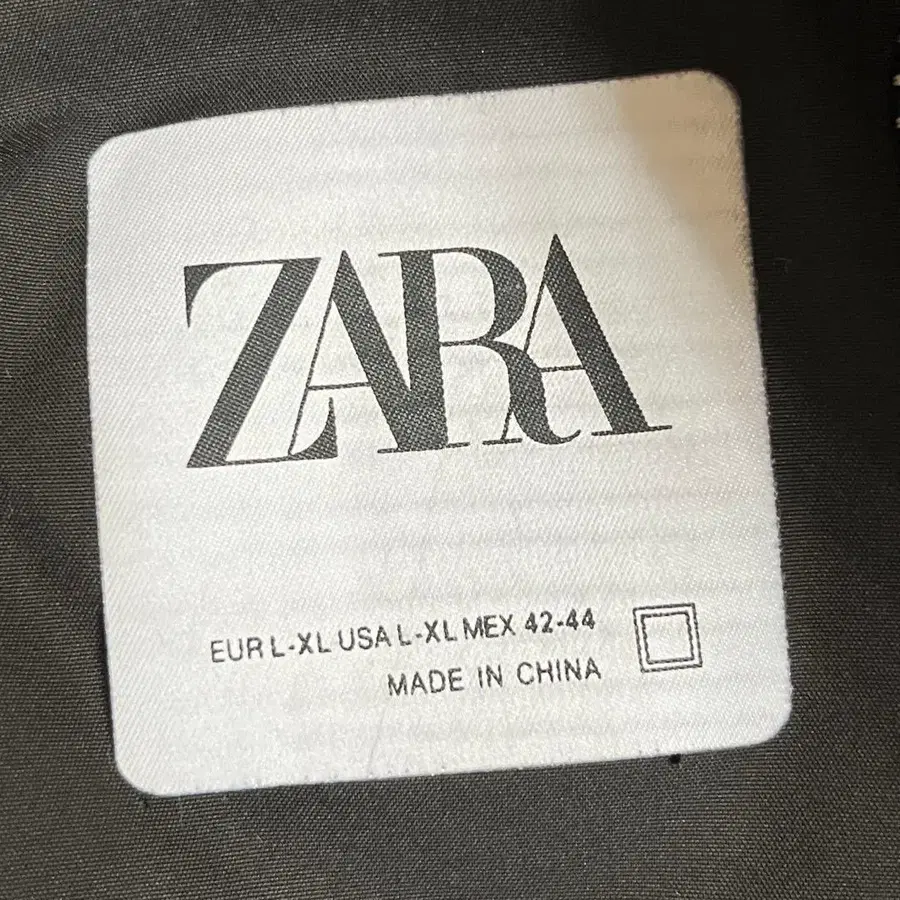 ZARA
EUR L-XL USA L-XL MEX 42-44
MADE IN CHINA